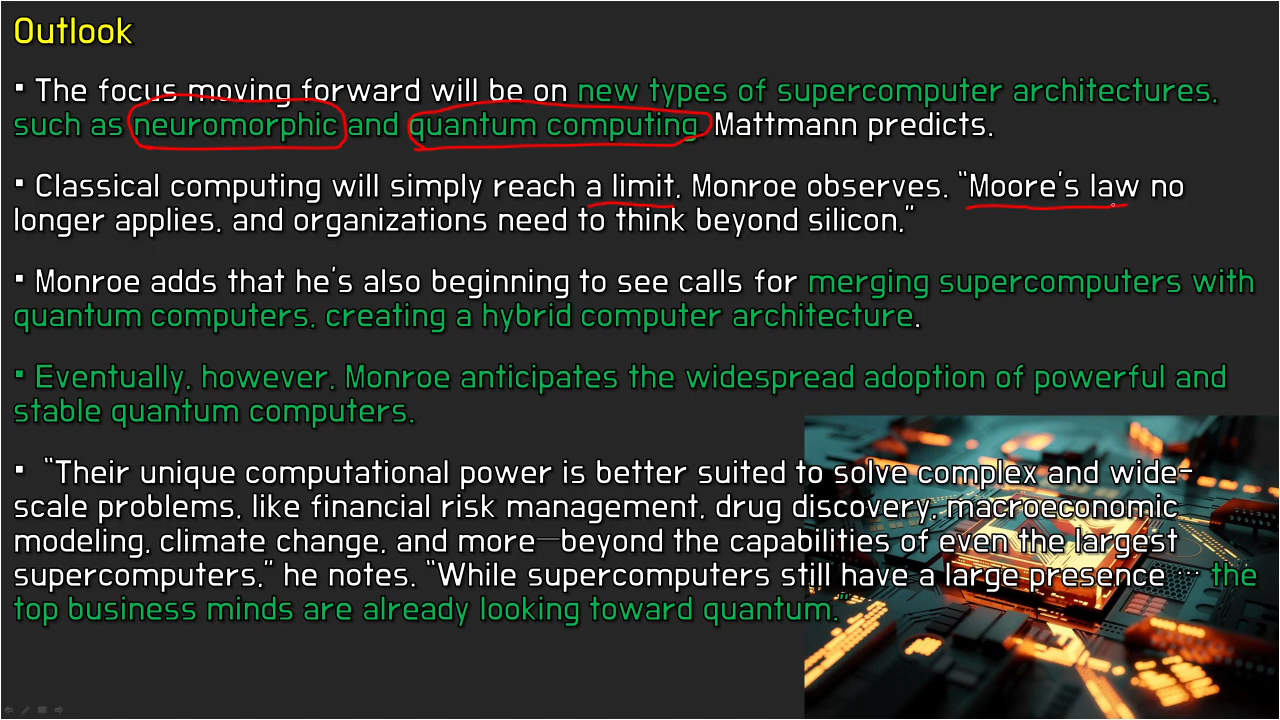 Outlook
▪ The focus moving forward will be on new types of supercomputer architectures,
such as neuromorphic and quantum computing, Mattmann predicts.
▪ Classical computing will simply reach a limit, Monroe observes. “Moore's law no
longer applies, and organizations need to think beyond silicon.”
▪ Monroe adds that he's also beginning to see calls for merging supercomputers with
quantum computers, creating a hybrid computer architecture.
▪ Eventually, however, Monroe anticipates the widespread adoption of powerful and
stable quantum computers.
▪ “Their unique computational power is better suited to solve complex and wide-
scale problems, like financial risk management, drug discovery, macroeconomic
modeling, climate change, and more—beyond the capabilities of even the largest
supercomputers,” he notes. “While supercomputers still have a large presence … the
top business minds are already looking toward quantum.”